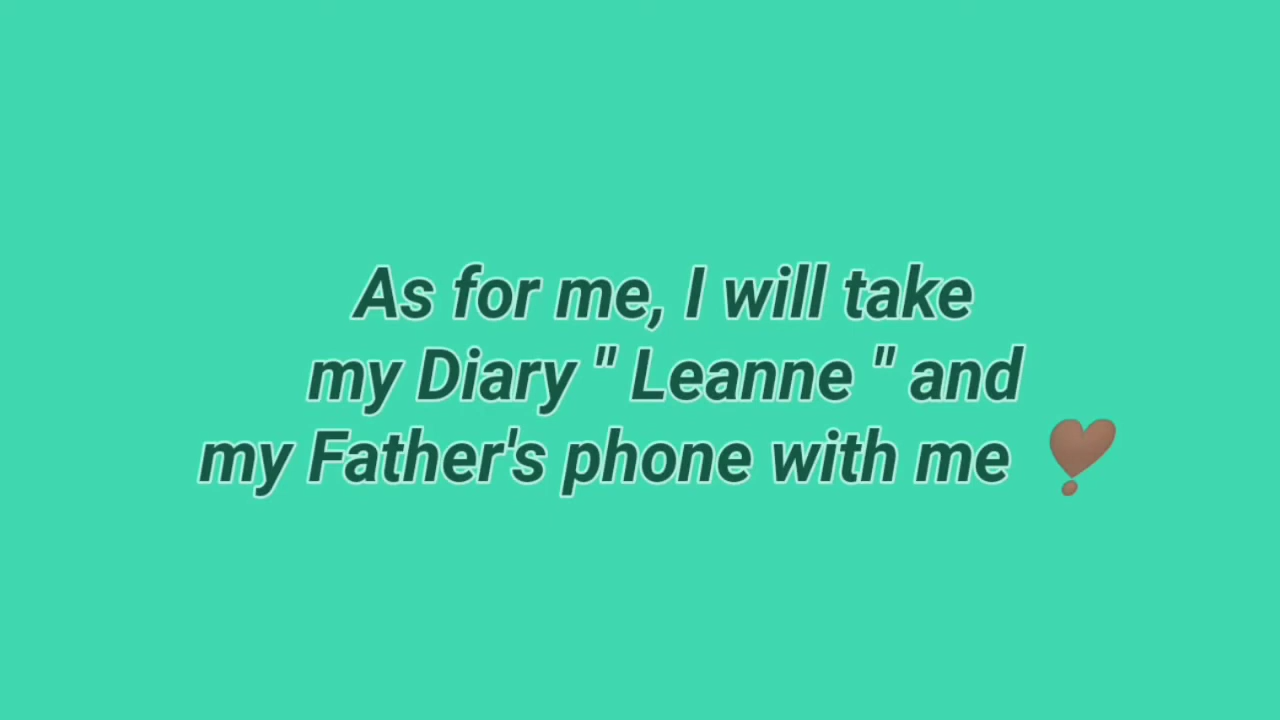 As for me, I will take
my Diary " Leanne " and
my Father's phone with me ❣